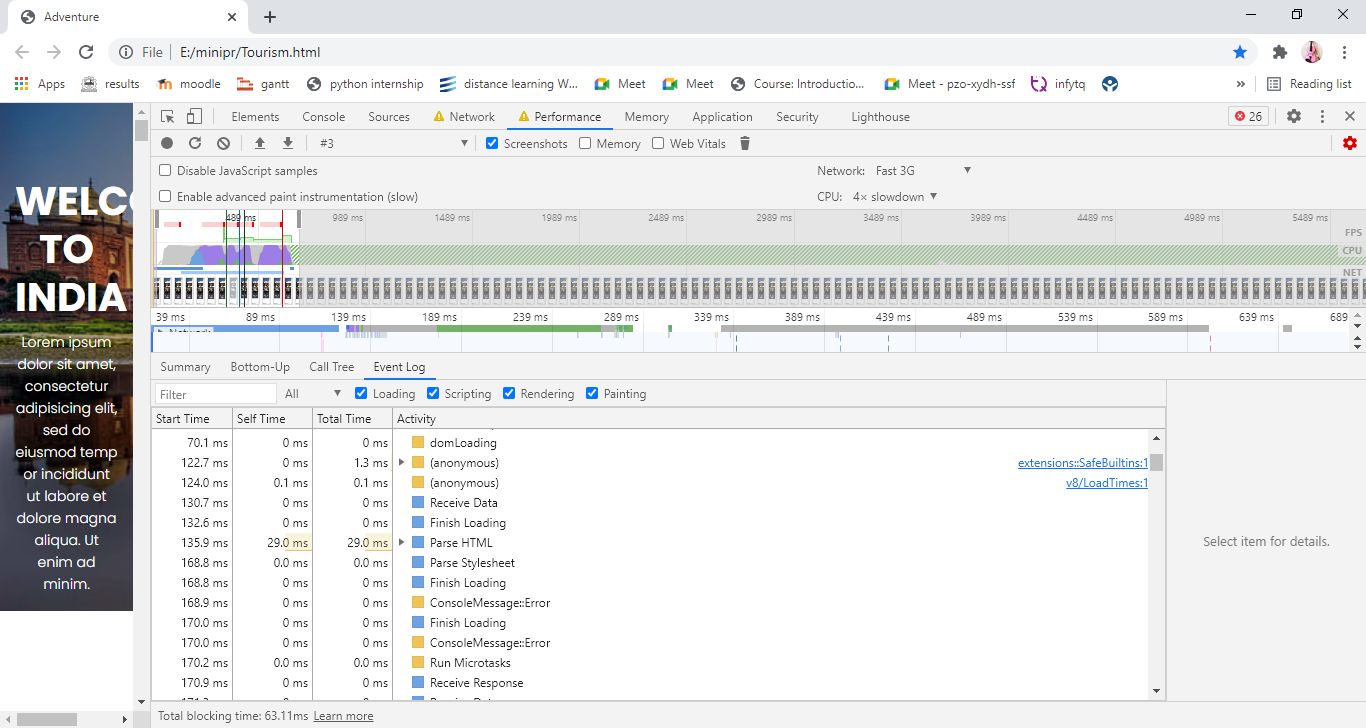 Adventure
File
E:/minipr/Tourism.html
Apps
results
moodle
gantt
python internship
distance learning W...
Meet
Meet
Course: Introductio...
Meet - pzo-xydh-ssf
infytq
»
Reading list
WELCO
TO
INDIA
Lorem ipsum
dolor sit amet,
consectetur
adipisicing elit,
sed do
eiusmod temp
or incididunt
ut labore et
dolore magna
aliqua. Ut
enim ad
minim.
Elements
Console
Sources
Network
Performance
Memory
Application
Security
Lighthouse
26
#3
Screenshots
Memory
Web Vitals
Disable JavaScript samples
Network: Fast 3G
Enable advanced paint instrumentation (slow)
CPU: 4× slowdown
489 ms 989 ms 1489 ms 1989 ms 2489 ms 2989 ms 3489 ms 3989 ms 4489 ms 4989 ms 5489 ms
FPS
CPU
NET
39 ms 89 ms 139 ms 189 ms 239 ms 289 ms 339 ms 389 ms 439 ms 489 ms 539 ms 589 ms 639 ms 689
Network
Summary Bottom-Up Call Tree Event Log
Filter All Loading Scripting Rendering Painting
Start Time Self Time Total Time Activity
70.1 ms 0 ms 0 ms domLoading
122.7 ms 0 ms 1.3 ms (anonymous) extensions::SafeBuiltins:1
124.0 ms 0.1 ms 0.1 ms (anonymous) v8/LoadTimes:1
130.7 ms 0 ms 0 ms Receive Data
132.6 ms 0 ms 0 ms Finish Loading
135.9 ms 29.0 ms 29.0 ms Parse HTML
168.8 ms 0.0 ms 0.0 ms Parse Stylesheet
168.8 ms 0 ms 0 ms Finish Loading
168.9 ms 0 ms 0 ms ConsoleMessage::Error
170.0 ms 0 ms 0 ms Finish Loading
170.0 ms 0 ms 0 ms ConsoleMessage::Error
170.2 ms 0.0 ms 0.0 ms Run Microtasks
170.9 ms 0 ms 0 ms Receive Response
Select item for details.
Total blocking time: 63.11ms Learn more